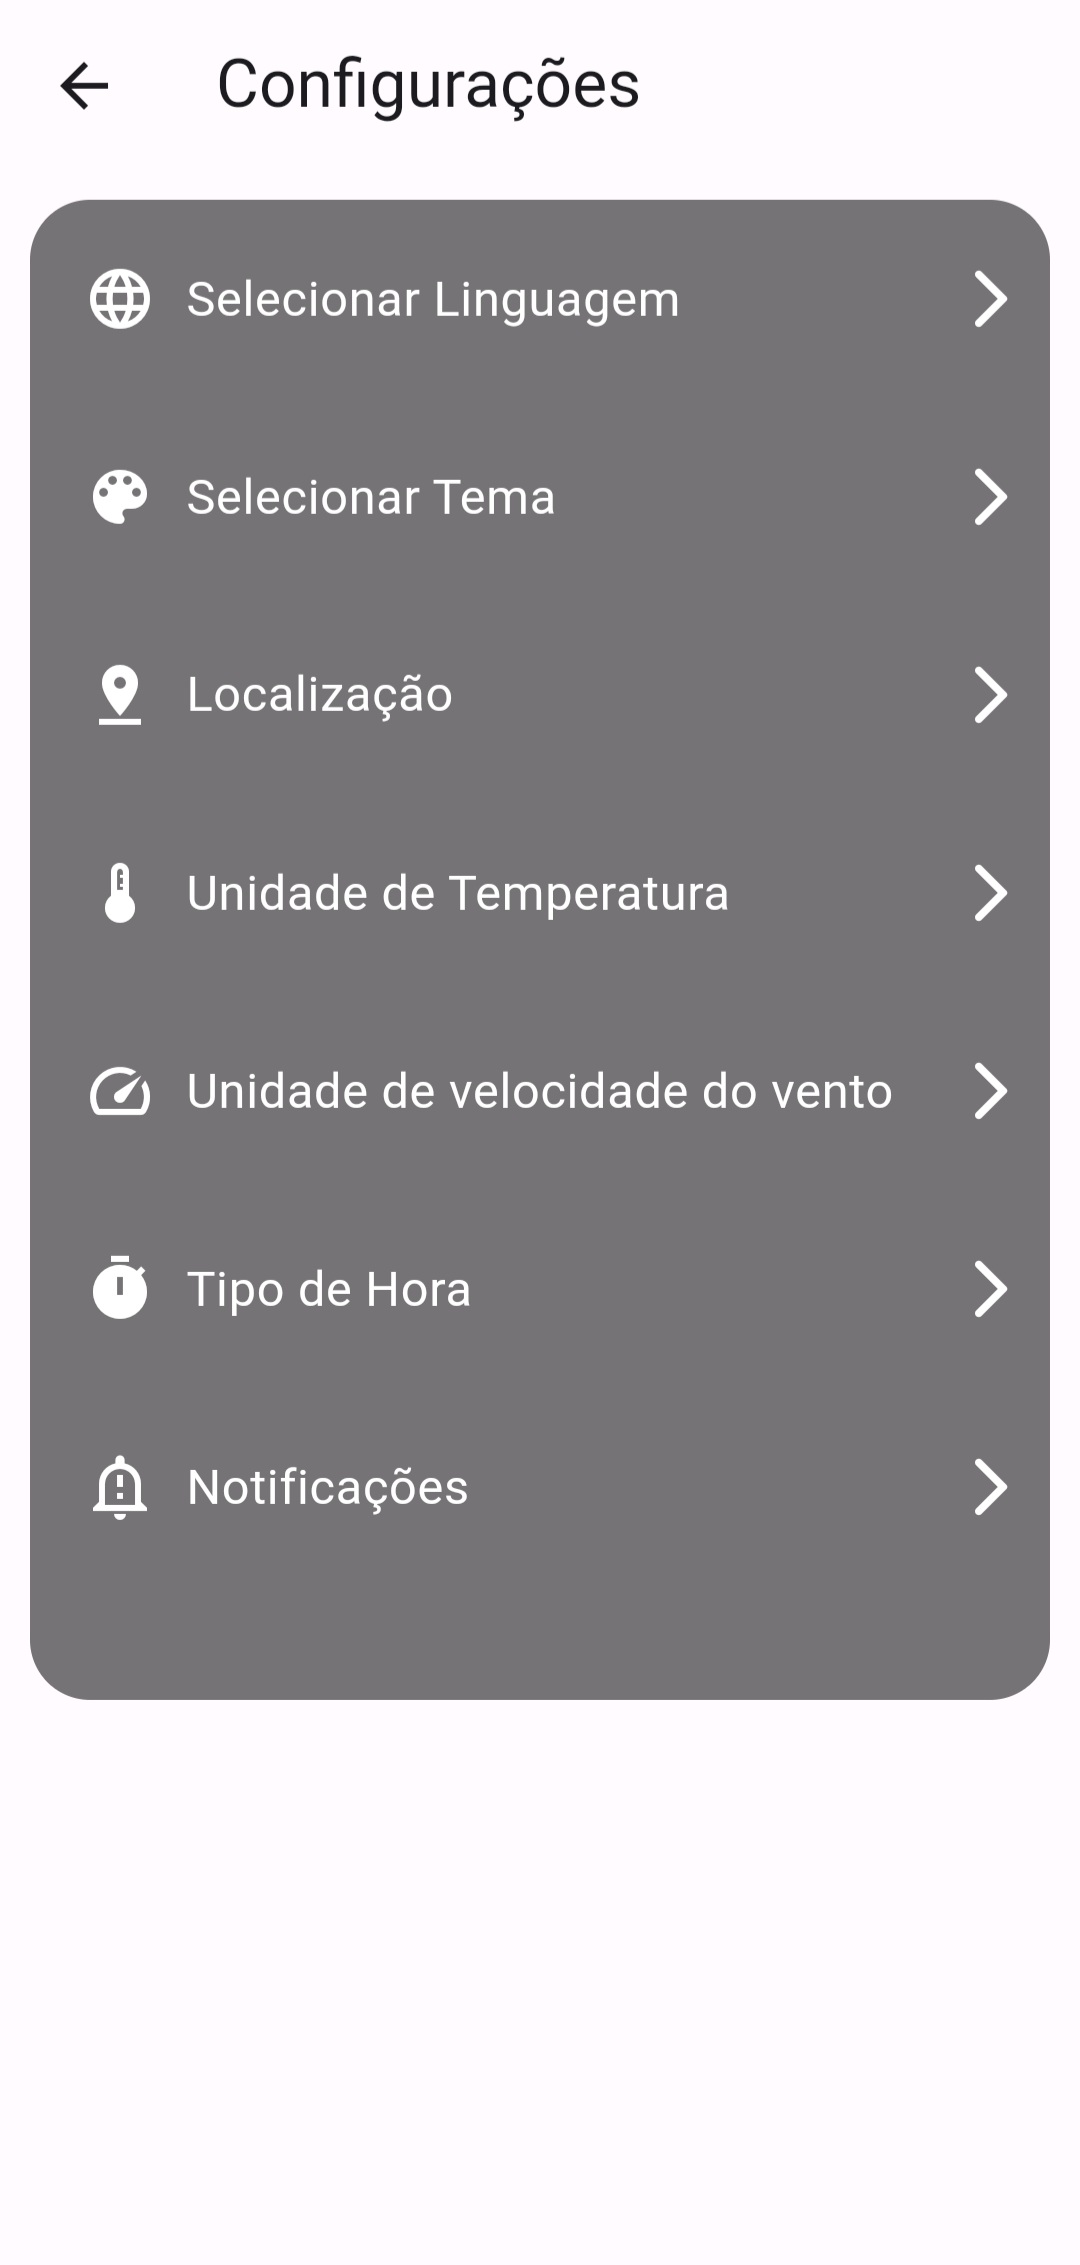 Configurações
Selecionar Linguagem
Selecionar Tema
Localização
Unidade de Temperatura
Unidade de velocidade do vento
Tipo de Hora
Notificações